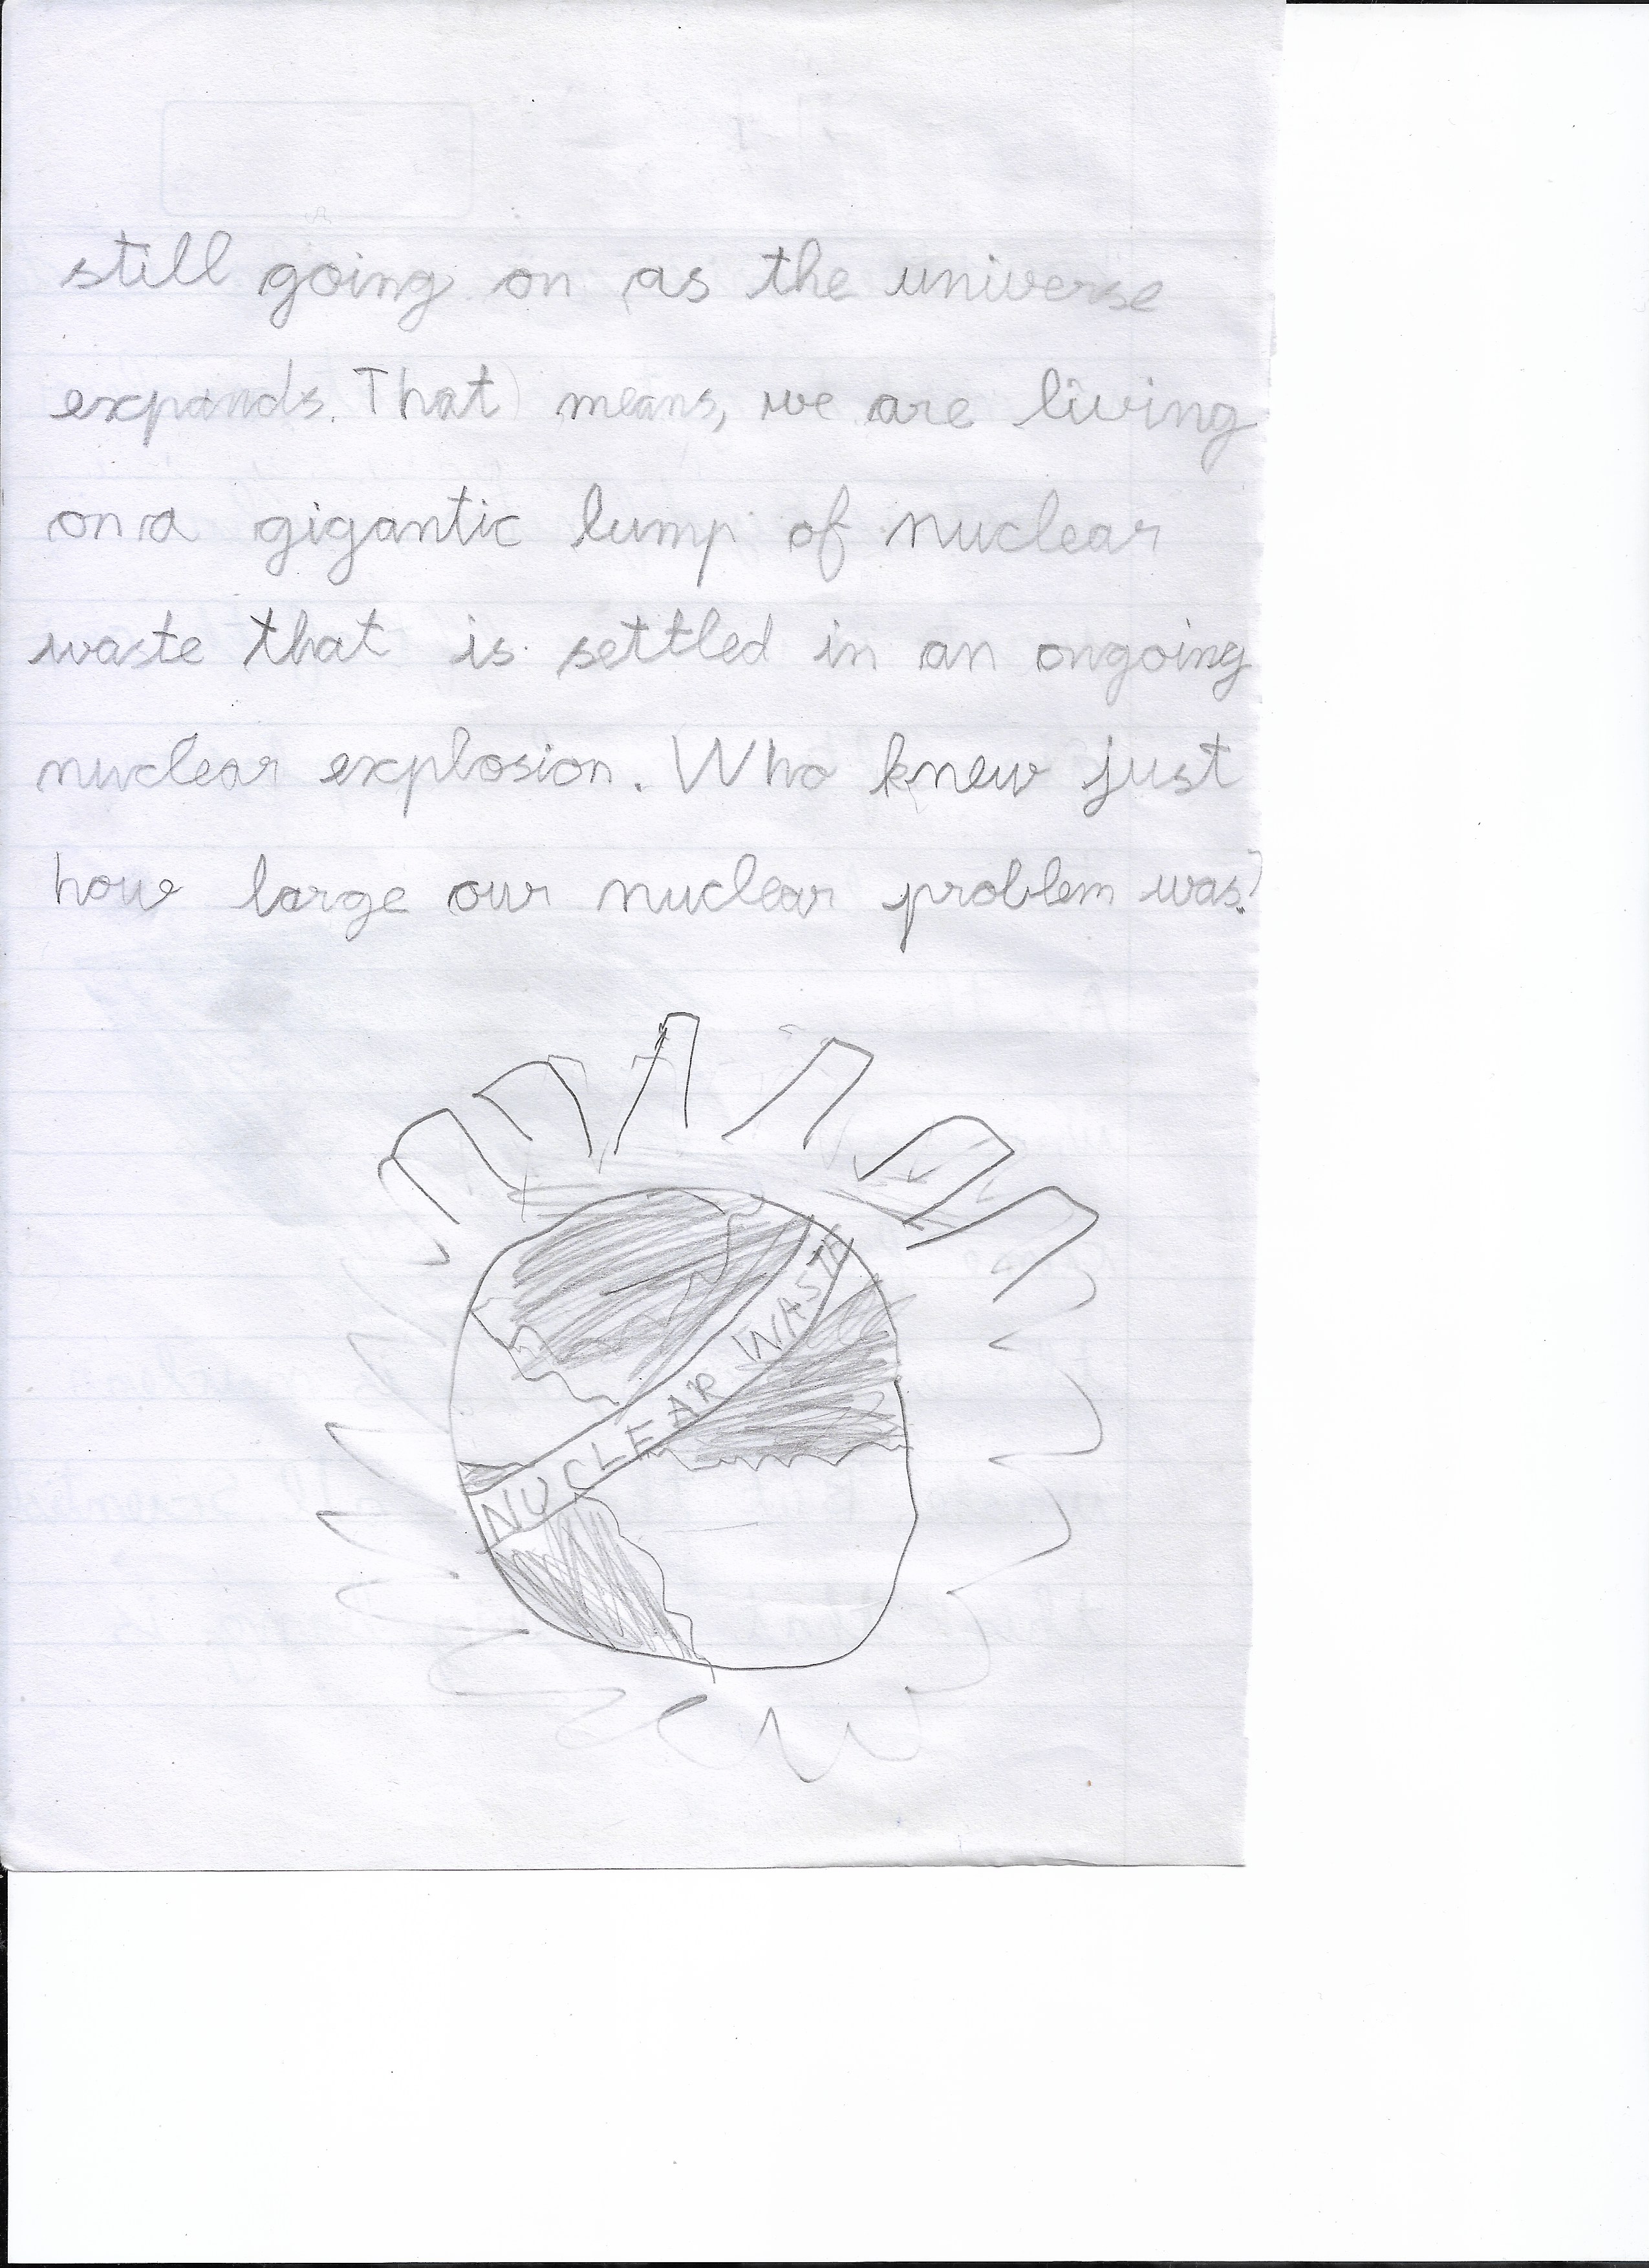 still going on as the universe
expands. That means, we are living
on a gigantic lump of nuclear
waste that is settled in an ongoing
nuclear explosion. Who knew just
how large our nuclear problem was?
NUCLEAR WASTE